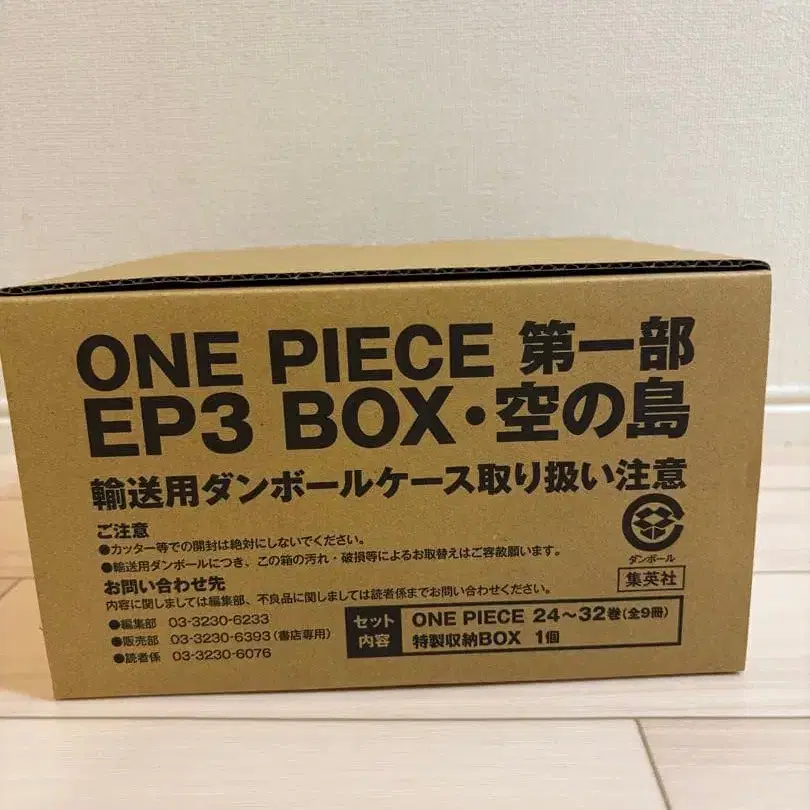 ONE PIECE 第一部
EP3 BOX・空の島
輸送用ダンボールケース取り扱い注意
ご注意
●カッター等での開封は絶対にしないでください。
●輸送用ダンボールにつき、この箱の汚れ・破損等によるお取替えはご容赦願います。
ダンボール
集英社
お問い合わせ先
内容に関しましては編集部、不良品に関しましては読者係までお問い合わせください。
●編集部 03-3230-6233
●販売部 03-3230-6393(書店専用)
●読者係 03-3230-6076
セット内容
ONE PIECE 24〜32巻(全9冊)
特製収納BOX 1個